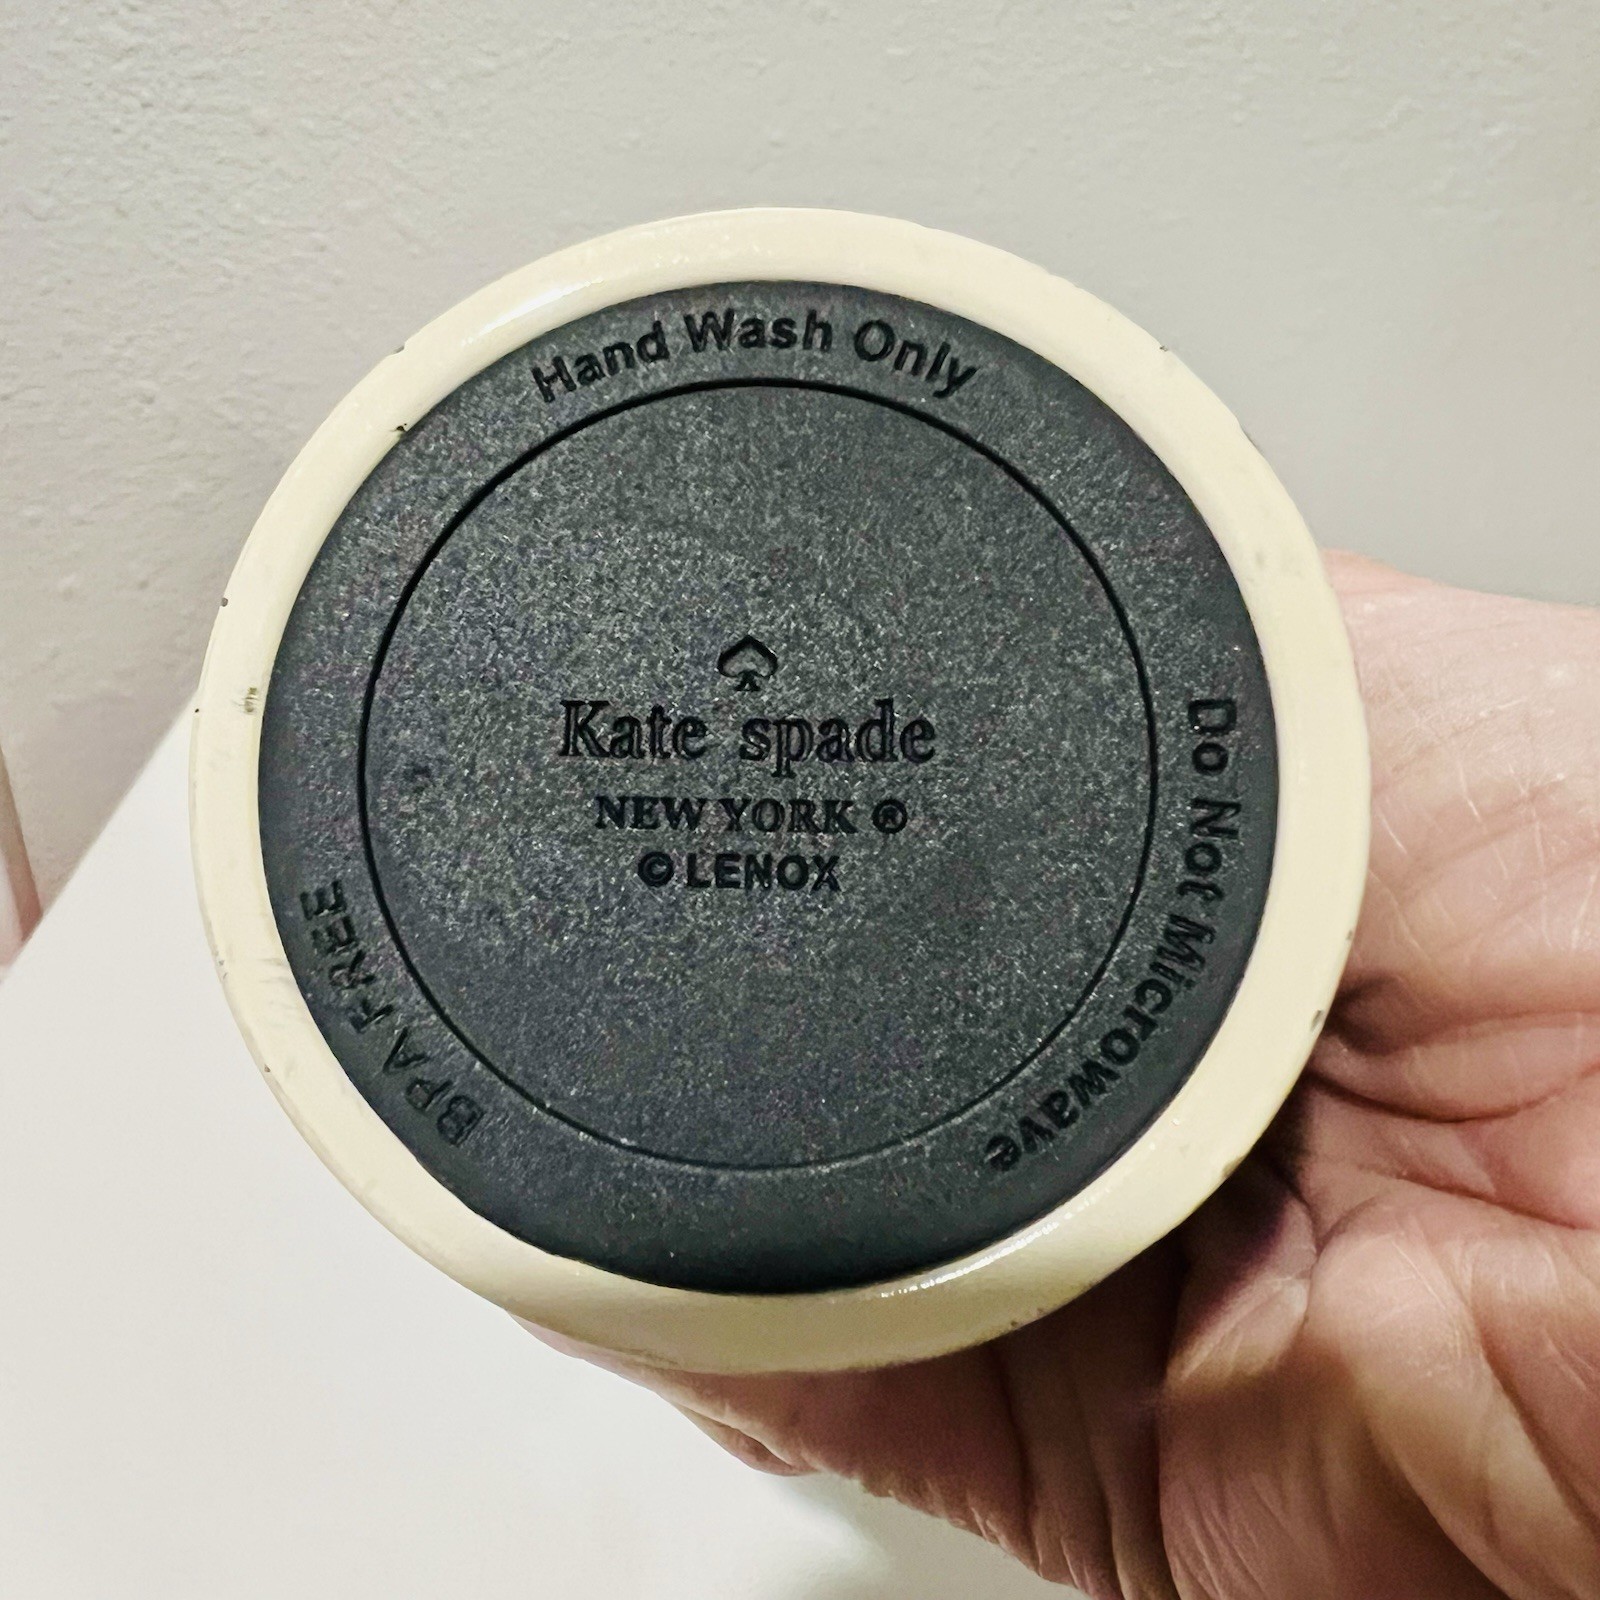 Hand Wash Only
Kate spade
NEW YORK ®
© LENOX
Do Not Microwave
BPA FREE